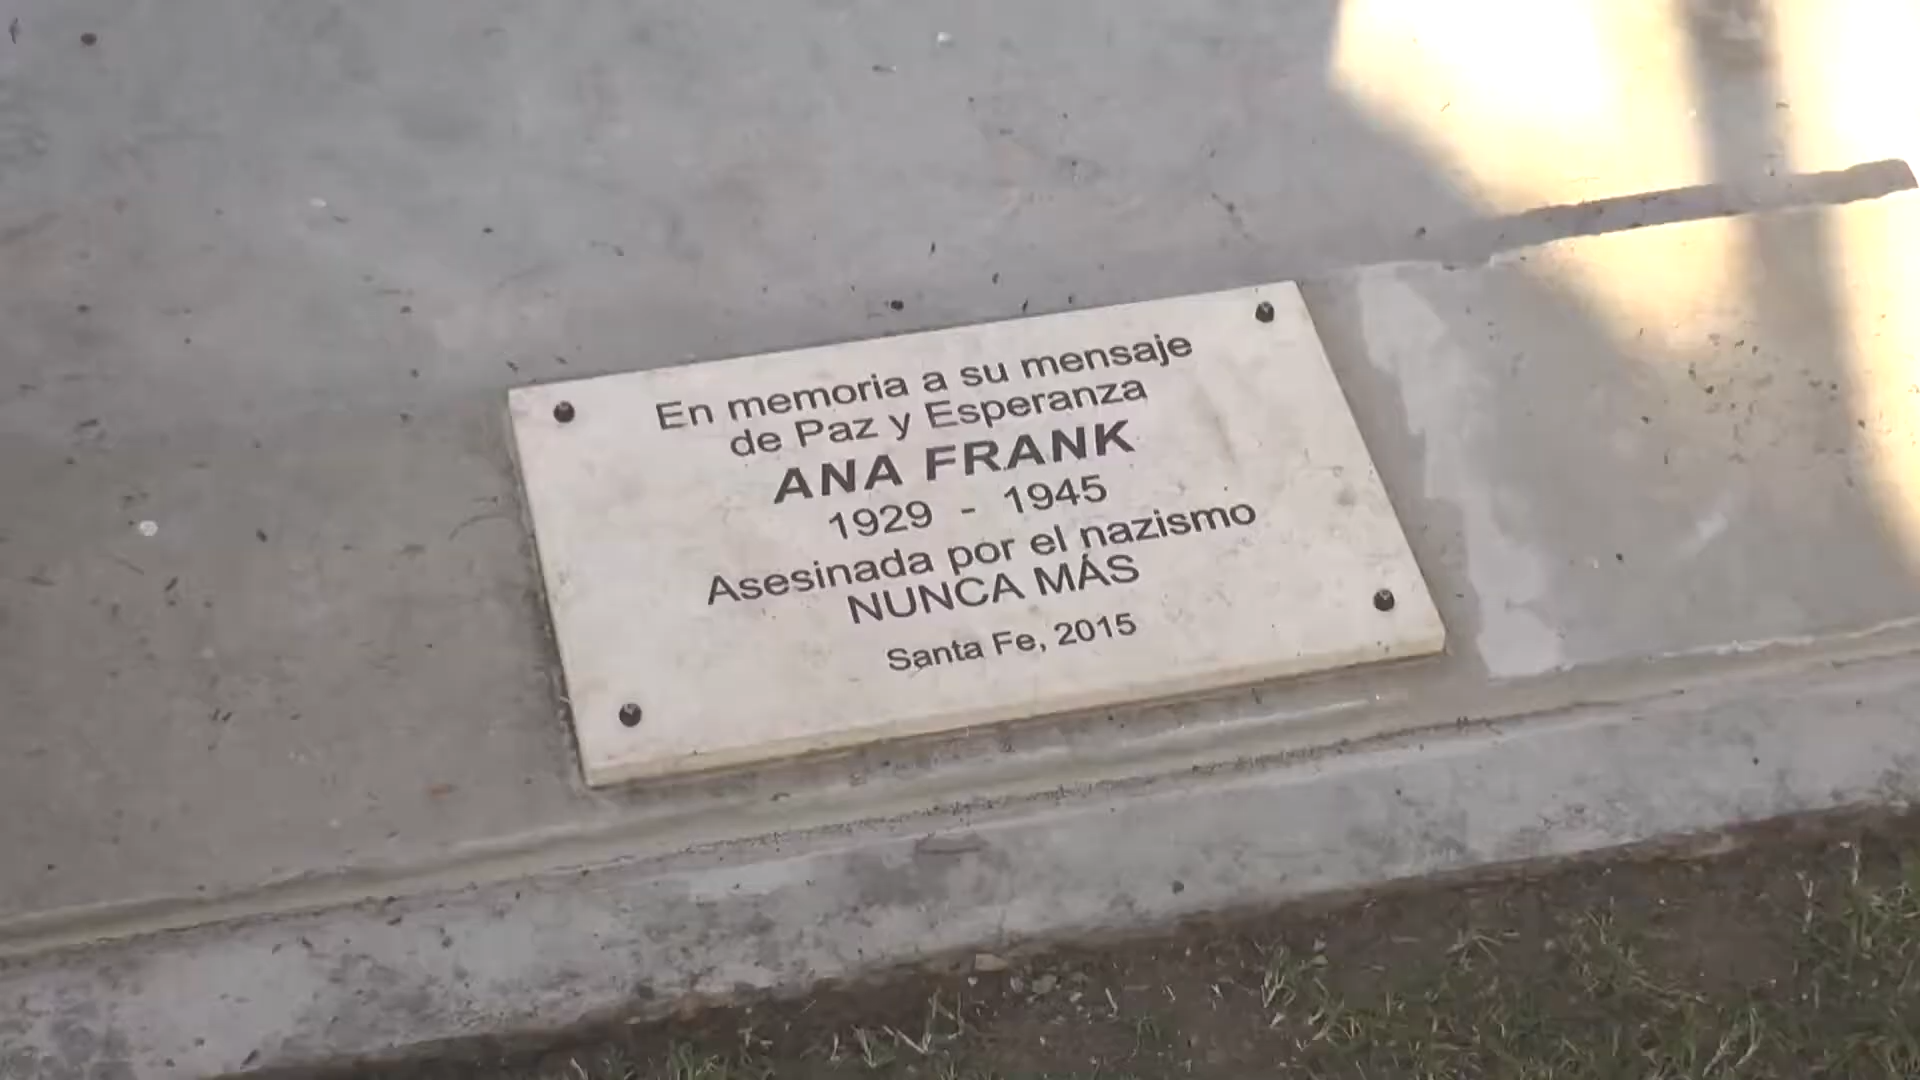 En memoria a su mensaje
de Paz y Esperanza
ANA FRANK
1929 - 1945
Asesinada por el nazismo
NUNCA MÁS
Santa Fe, 2015